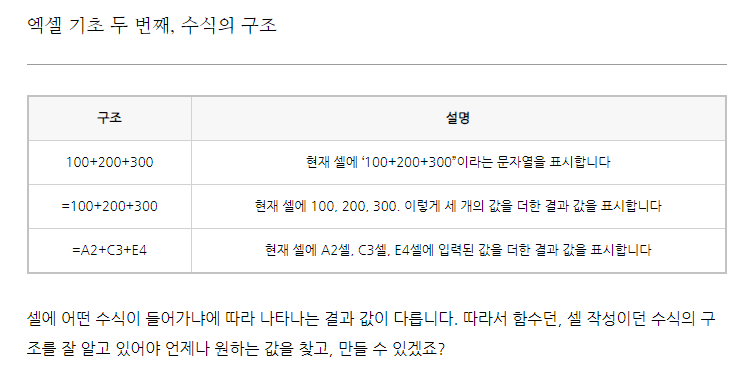 엑셀 기초 두 번째, 수식의 구조
구조 설명
100+200+300 현재 셀에 ‘100+200+300”이라는 문자열을 표시합니다
=100+200+300 현재 셀에 100, 200, 300. 이렇게 세 개의 값을 더한 결과 값을 표시합니다
=A2+C3+E4 현재 셀에 A2셀, C3셀, E4셀에 입력된 값을 더한 결과 값을 표시합니다
셀에 어떤 수식이 들어가냐에 따라 나타나는 결과 값이 다릅니다. 따라서 함수던, 셀 작성이던 수식의 구
조를 잘 알고 있어야 언제나 원하는 값을 찾고, 만들 수 있겠죠?